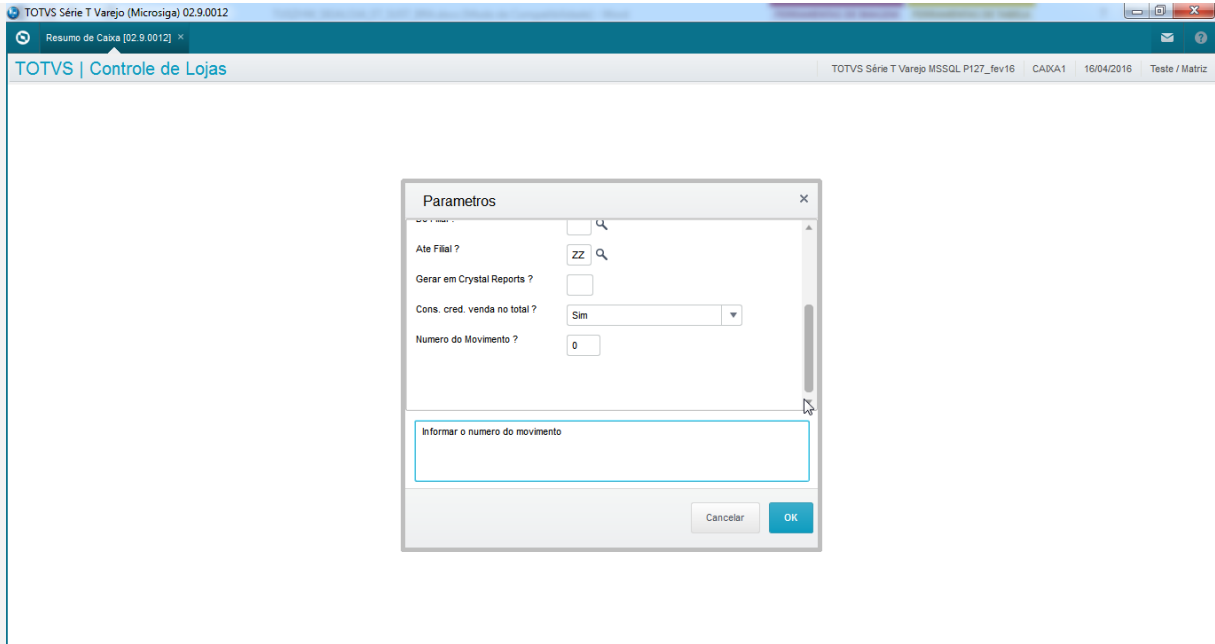 TOTVS Série T Varejo (Microsiga) 02.9.0012
Resumo de Caixa [02.9.0012] ×
TOTVS | Controle de Lojas
TOTVS Série T Varejo MSSQL P127_fev16 CAIXA1 16/04/2016 Teste / Matriz
Parametros
Ate Filial ? ZZ
Gerar em Crystal Reports ?
Cons. cred. venda no total ? Sim
Numero do Movimento ? 0
Informar o numero do movimento
Cancelar OK